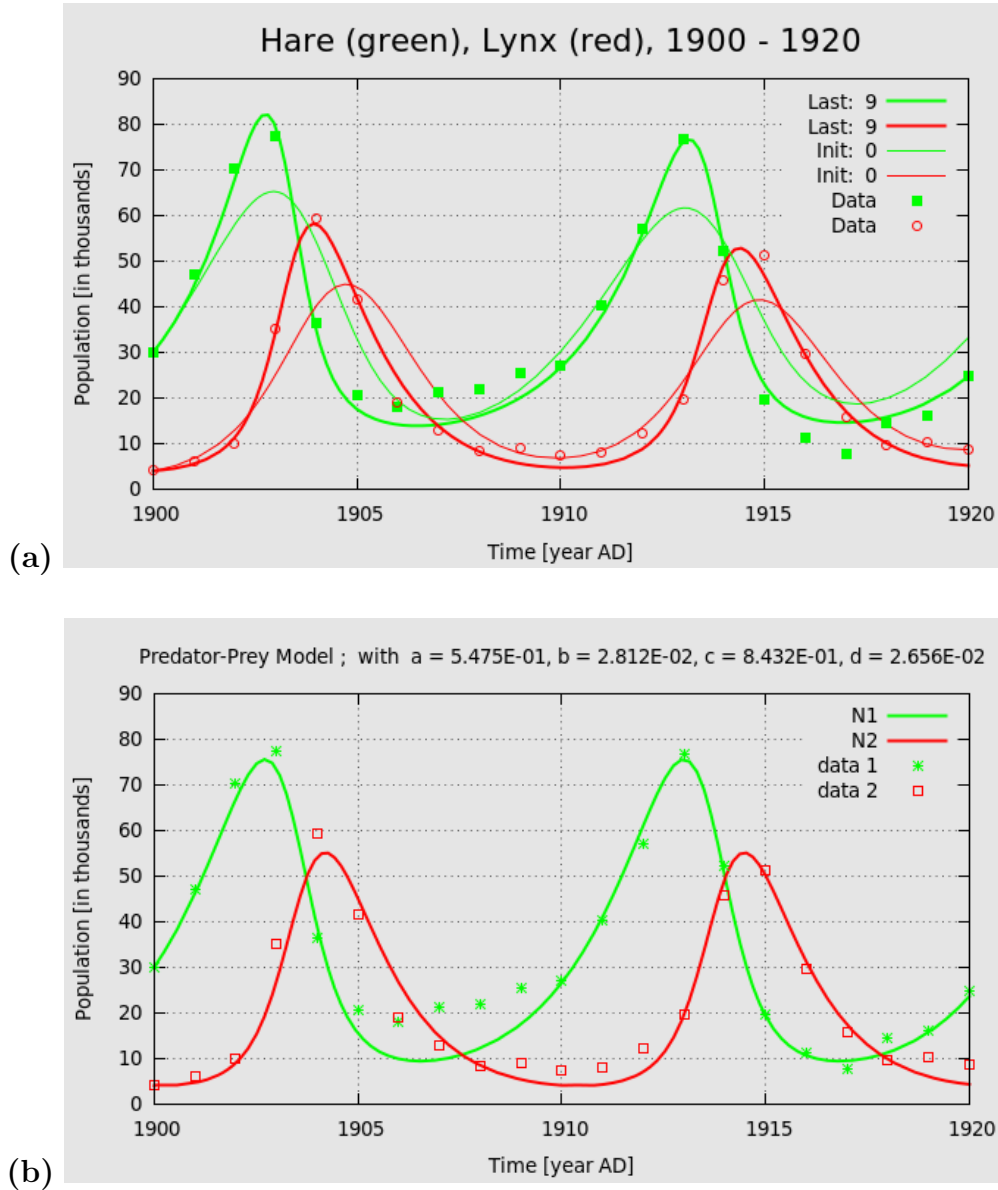 Hare (green), Lynx (red), 1900 - 1920
90
80
70
60
50
40
30
20
10
0
Population [in thousands]
Last: 9
Last: 9
Init: 0
Init: 0
Data
Data
1900
1905
1910
1915
1920
Time [year AD]
(a)
Predator-Prey Model ; with a = 5.475E-01, b = 2.812E-02, c = 8.432E-01, d = 2.656E-02
90
80
70
60
50
40
30
20
10
0
Population [in thousands]
N1
N2
data 1
data 2
1900
1905
1910
1915
1920
Time [year AD]
(b)